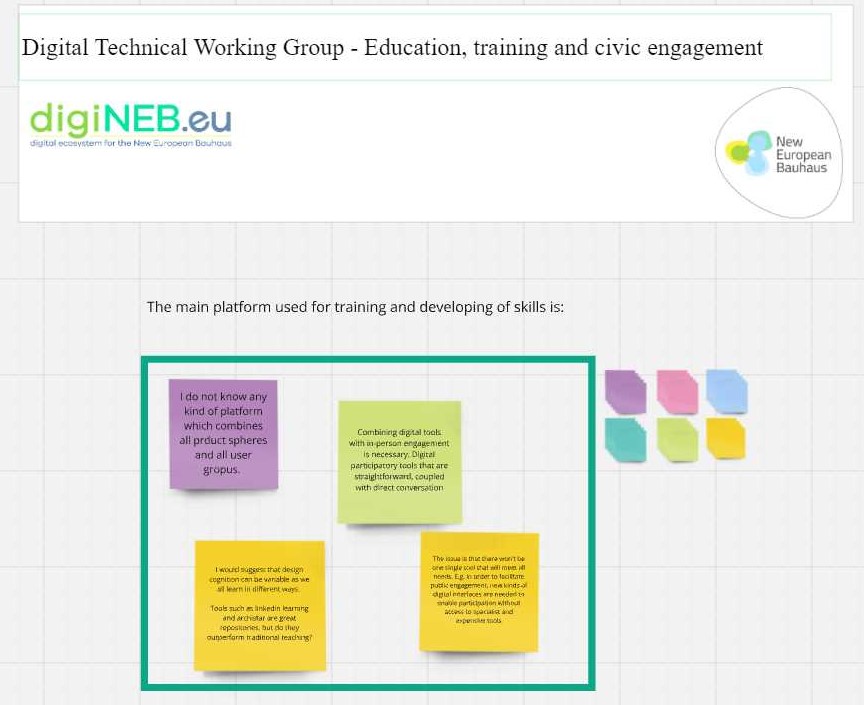 Digital Technical Working Group - Education, training and civic engagement
digiNEB.eu
digital ecosystem for the New European Bauhaus
New
European
Bauhaus
The main platform used for training and developing of skills is:
I do not know any
kind of platform
which combines
all prduct spheres
and all user
gropus.
Combining digital tools
with in-person engagement
is necessary. Digital
participatory tools that are
straightforward, coupled
with direct conversation
I would suggest that design
cognition can be variable as we
all learn in different ways.
Tools such as linkedin learning
and archistar are great
repositories, but do they
outperform traditional teaching?
The issue is that there won't be
one single tool that will meet all
needs. E.g. in order to facilitate
public engagement, new kinds of
digital interfaces are needed to
enable participation without
access to specialist and
expensive tools